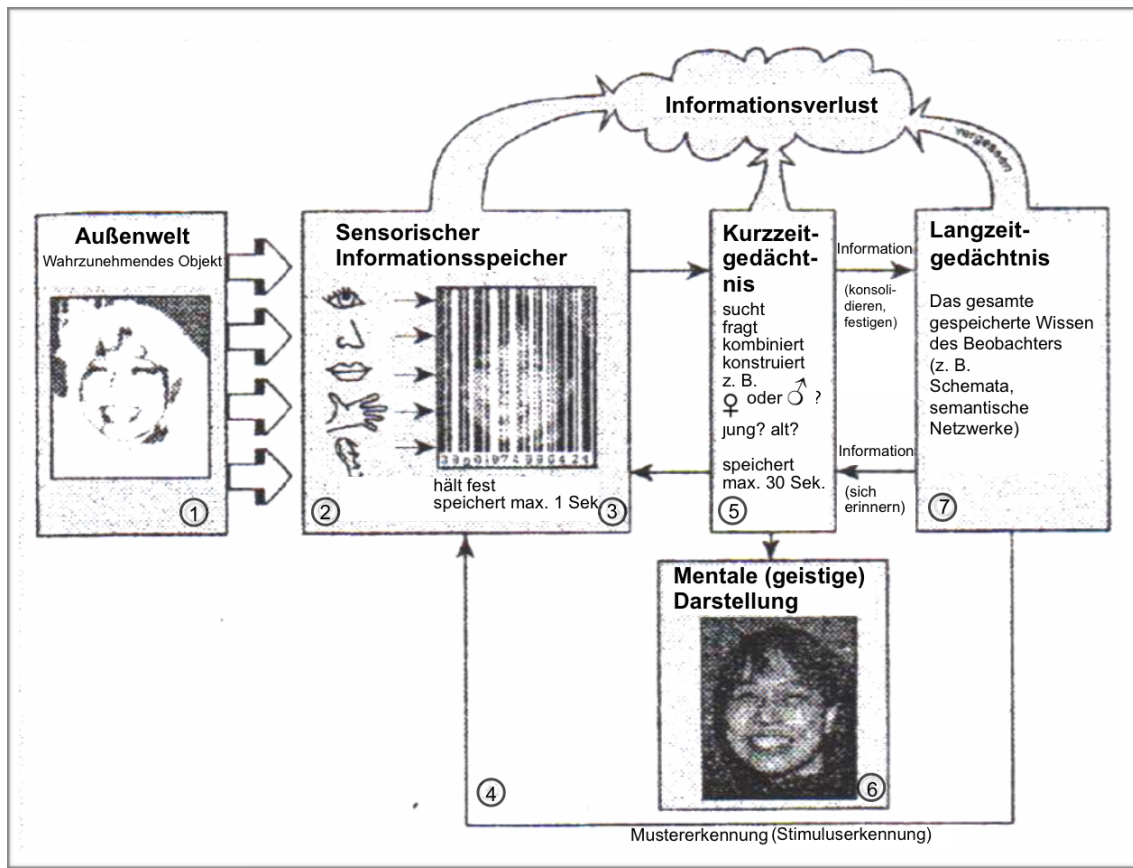 Informationsverlust
vergessen
Außenwelt
Wahrzunehmendes Objekt
1
Sensorischer
Informationsspeicher
hält fest
speichert max. 1 Sek.
2
3
Kurzzeit-
gedächt-
nis
sucht
fragt
kombiniert
konstruiert
z. B.
♀ oder ♂ ?
jung? alt?
speichert
max. 30 Sek.
5
Information
(konsoli-
dieren,
festigen)
Information
(sich
erinnern)
Langzeit-
gedächtnis
Das gesamte
gespeicherte Wissen
des Beobachters
(z. B.
Schemata,
semantische
Netzwerke)
7
Mentale (geistige)
Darstellung
6
4
Mustererkennung (Stimuluserkennung)